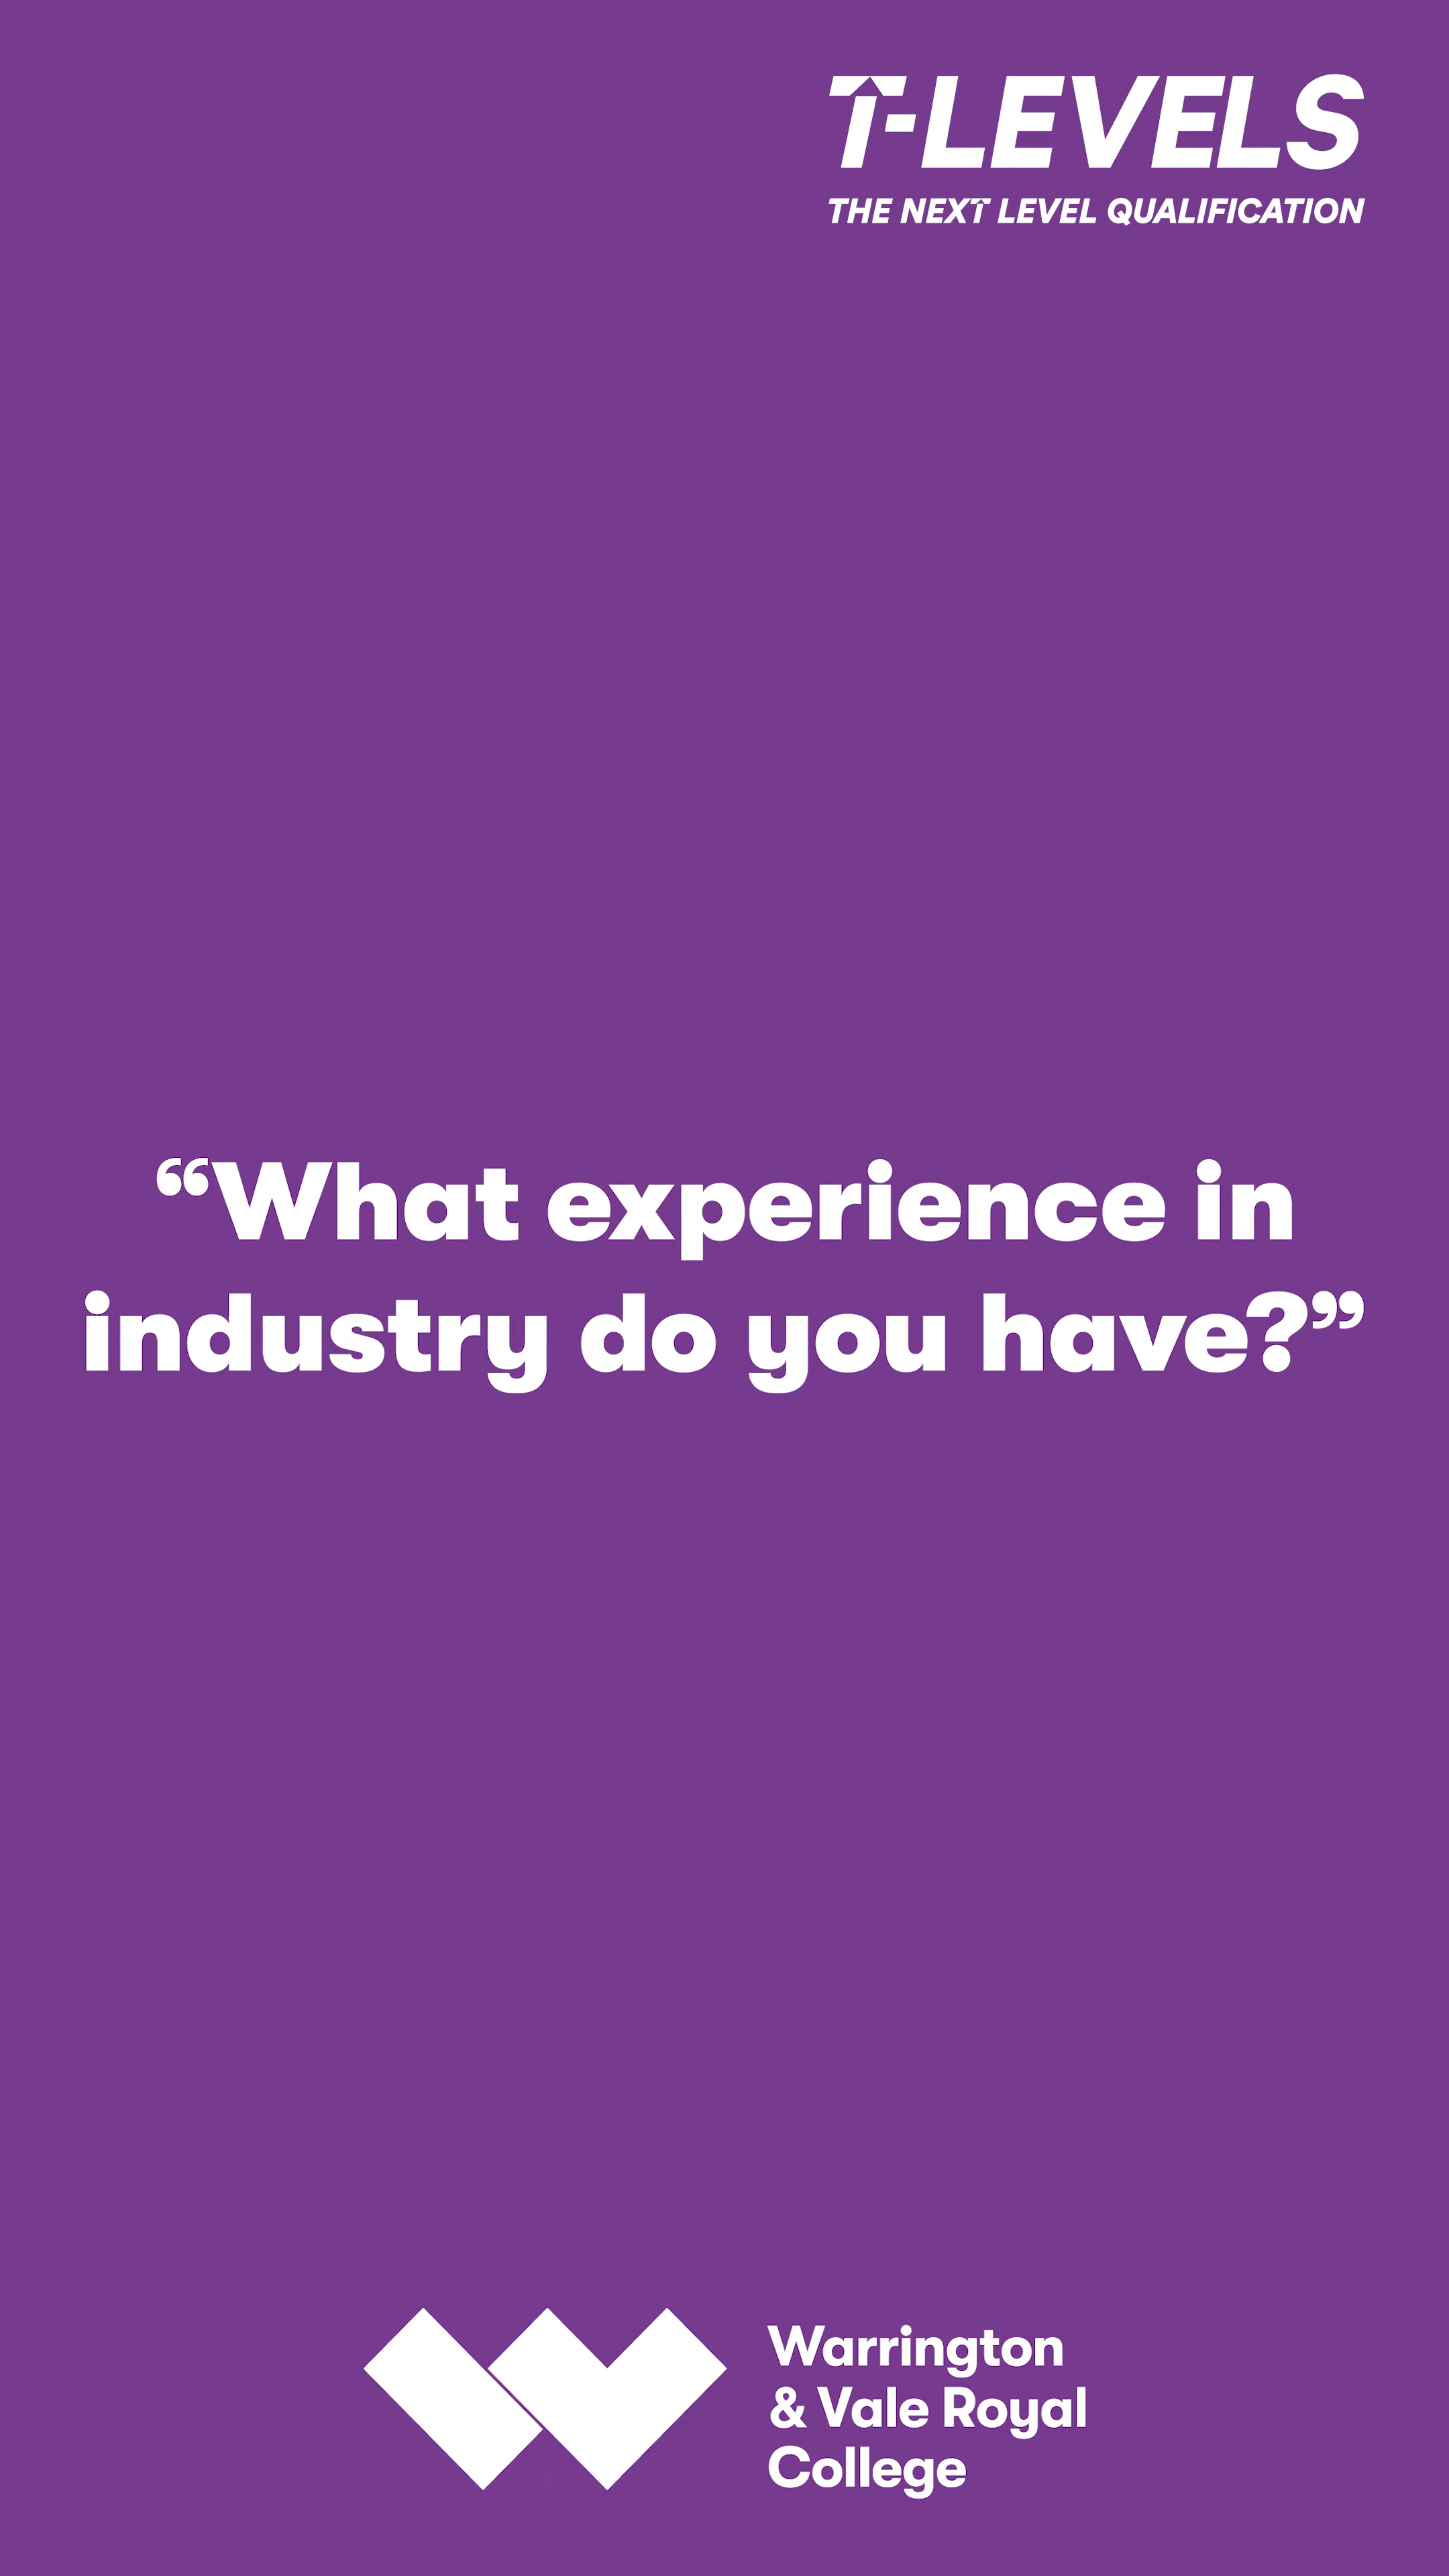 T-LEVELS
THE NEXT LEVEL QUALIFICATION
“What experience in
industry do you have?”
Warrington
& Vale Royal
College